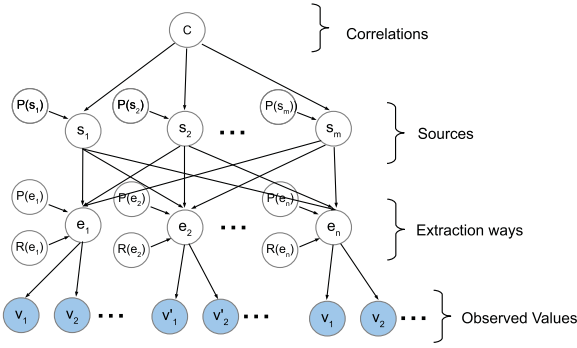 C
Correlations
P(s1) P(s2) P(sm)
s1 s2 ... sm
Sources
P(e1) P(e2) P(en)
e1 e2 ... en
Extraction ways
R(e1) R(e2) R(en)
v1 v2 ... v'1 v'2 ... v1 v2 ...
Observed Values